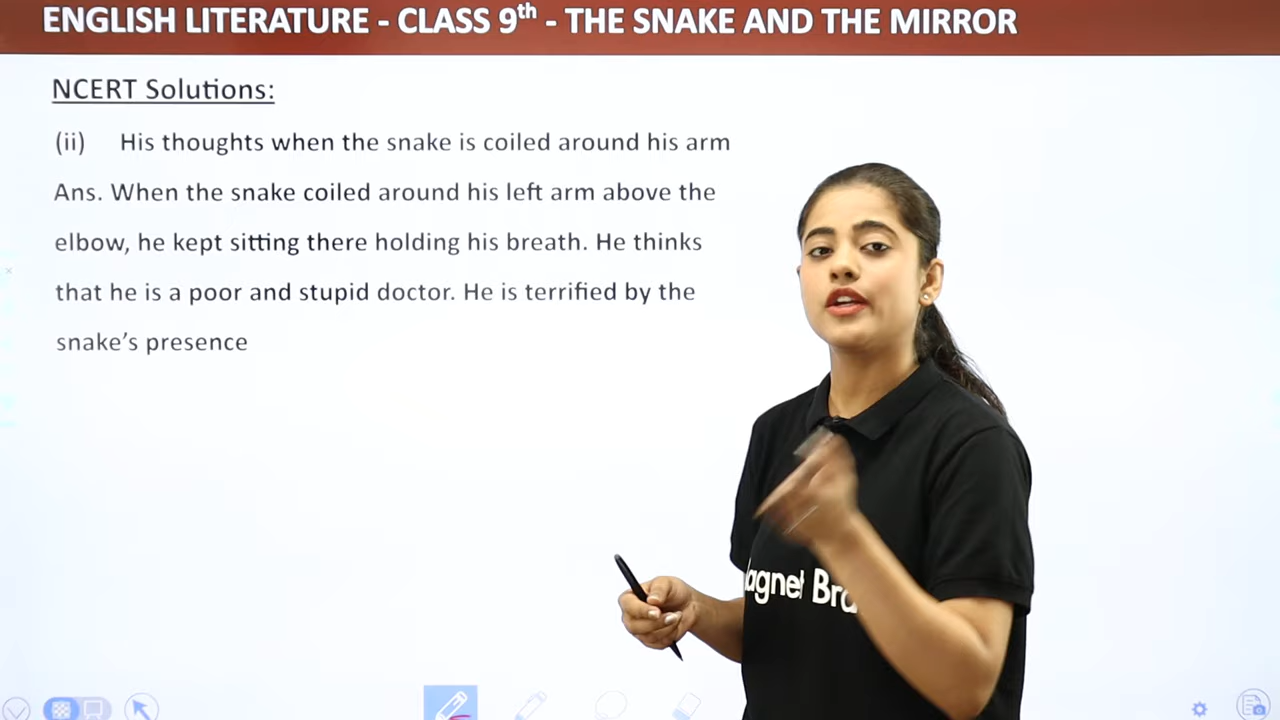 ENGLISH LITERATURE - CLASS 9th - THE SNAKE AND THE MIRROR
NCERT Solutions:
(ii) His thoughts when the snake is coiled around his arm
Ans. When the snake coiled around his left arm above the
elbow, he kept sitting there holding his breath. He thinks
that he is a poor and stupid doctor. He is terrified by the
snake’s presence